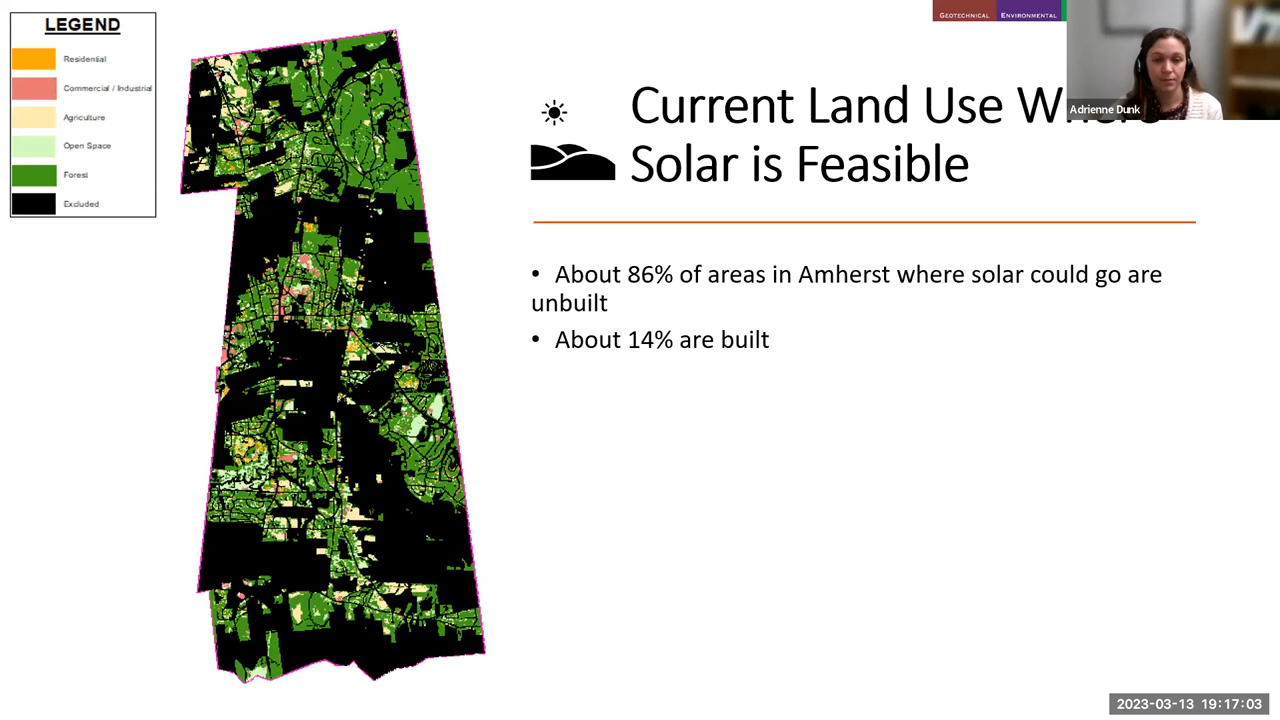 LEGEND
Residential
Commercial / Industrial
Agriculture
Open Space
Forest
Excluded
GEOTECHNICAL ENVIRONMENTAL
Adrienne Dunk
Current Land Use Where
Solar is Feasible
• About 86% of areas in Amherst where solar could go are
unbuilt
• About 14% are built
2023-03-13 19:17:03